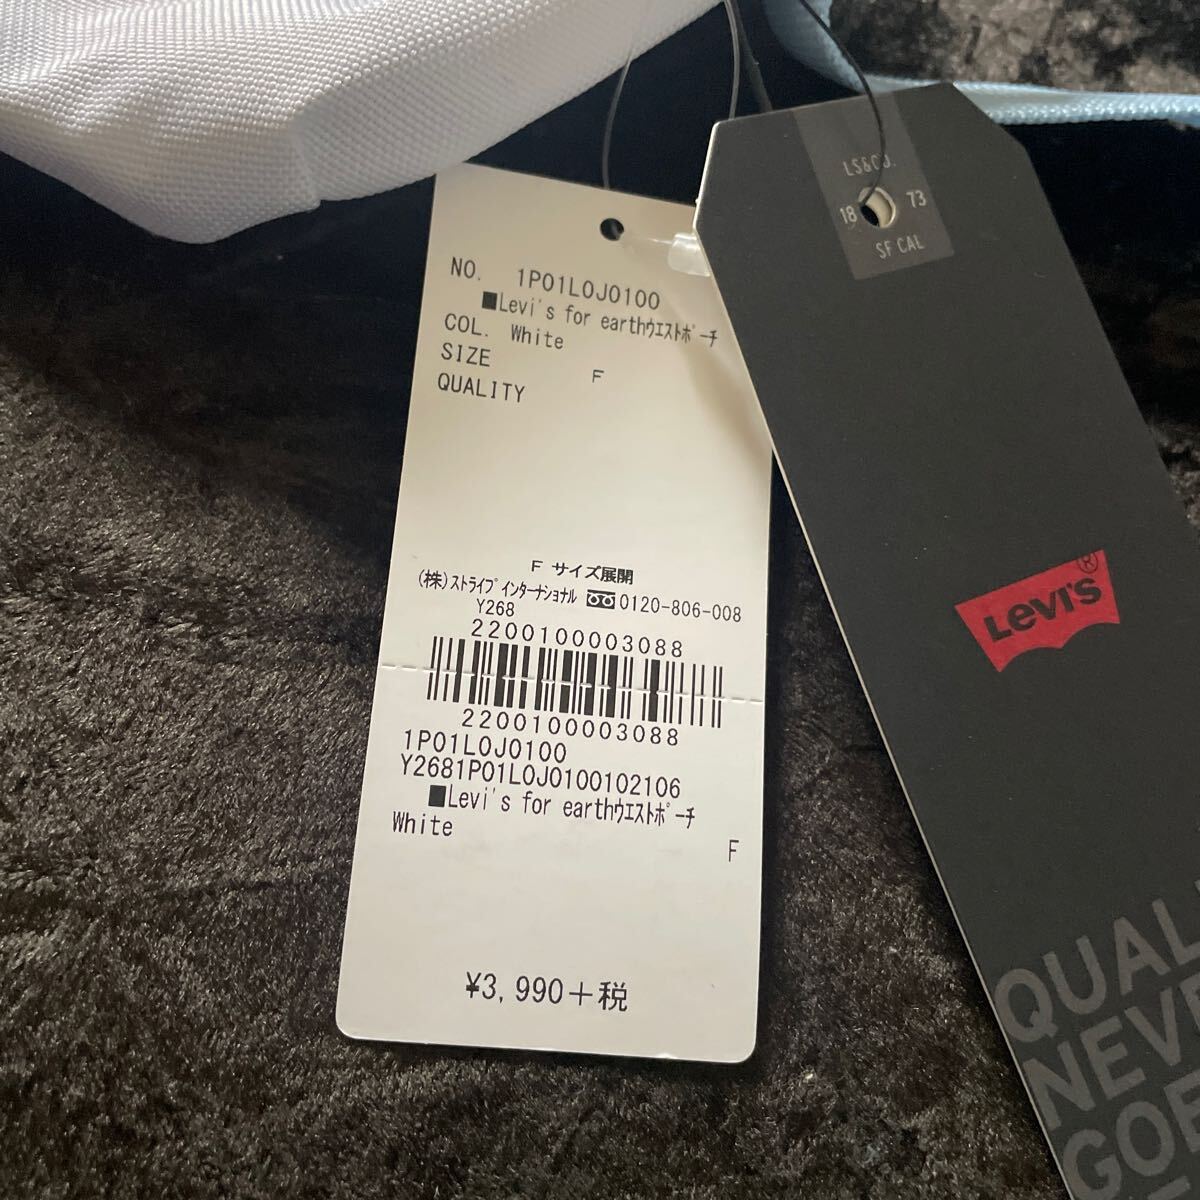 NO. 1P01L0J0100
■Levi's for earthｳｴｽﾄﾎﾟｰﾁ
COL. White
SIZE F
QUALITY
F サイズ展開
(株)ｽﾄﾗｲﾌﾟｲﾝﾀｰﾅｼｮﾅﾙ 0120-806-008
Y268
2200100003088
2200100003088
1P01L0J0100
Y2681P01L0J0100102106
■Levi's for earthｳｴｽﾄﾎﾟｰﾁ
White
F
¥3,990+税
LS&CO.
18 73
SF CAL
Levi's®
QUAL
NEVE
GOE